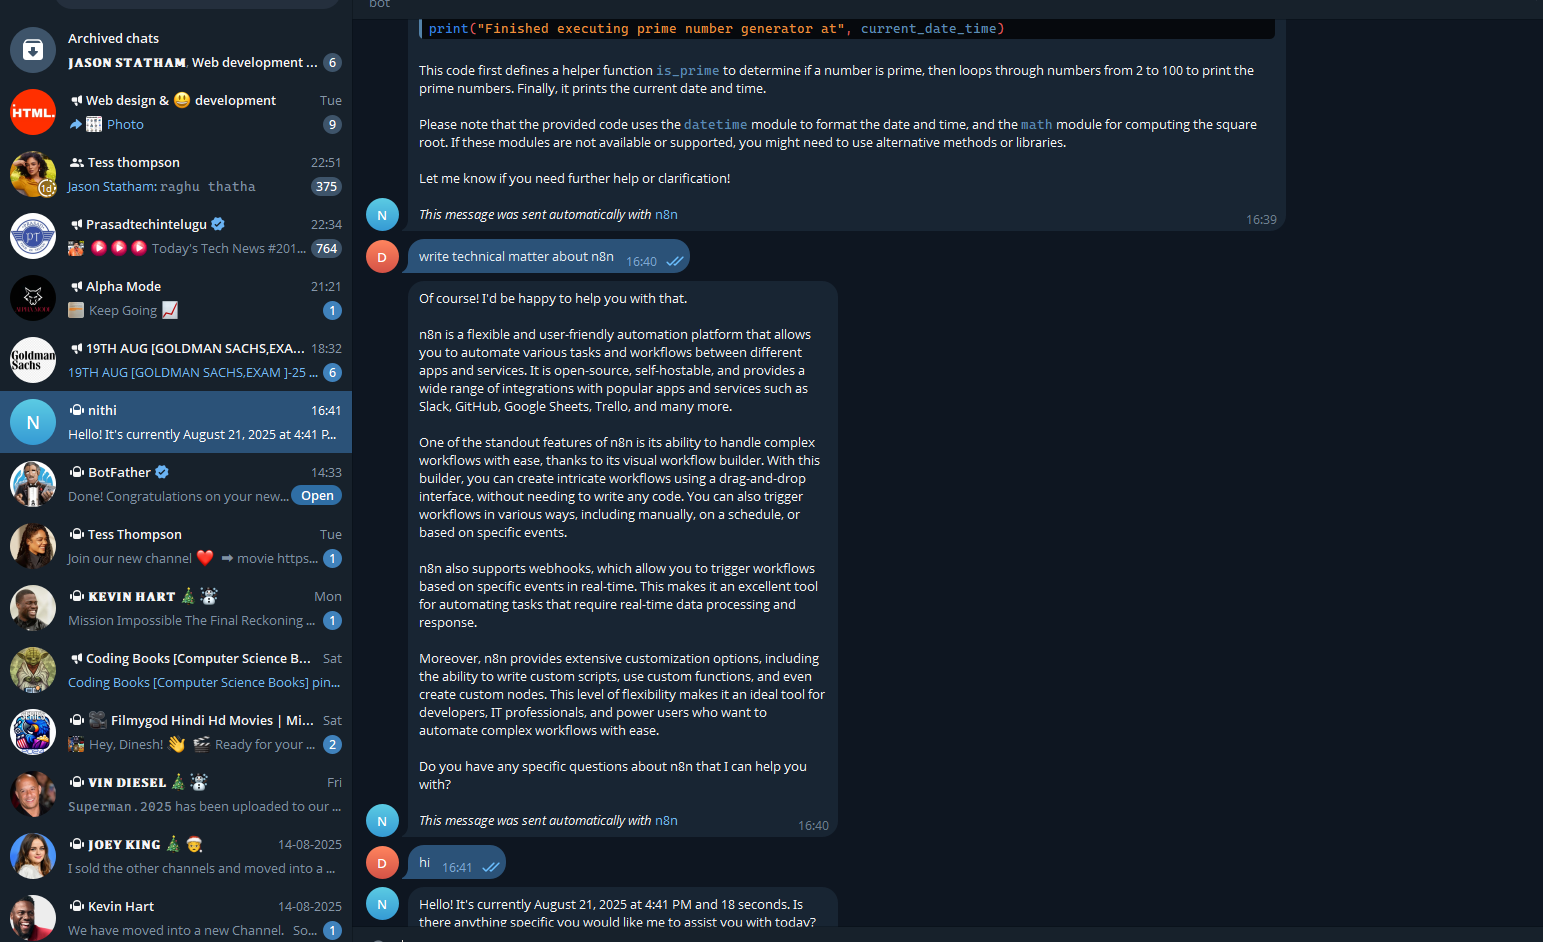 bot
Archived chats
JASON STATHAM, Web development ... 6
HTML.
Web design & 😃 development Tue
Photo 9
Tess thompson 22:51
1d
Jason Statham: raghu thatha 375
PT
Prasadtechintelugu 22:34
Today's Tech News #201... 764
ALPHA MODE
Alpha Mode 21:21
Keep Going 📈 1
Goldman
Sachs
19TH AUG [GOLDMAN SACHS,EXA... 18:32
19TH AUG [GOLDMAN SACHS,EXAM ]-25 ... 6
N
nithi 16:41
Hello! It's currently August 21, 2025 at 4:41 P...
BotFather 14:33
Done! Congratulations on your new... Open
Tess Thompson Tue
Join our new channel ❤️ ➡ movie https... 1
KEVIN HART 🎄 ☃️ Mon
Mission Impossible The Final Reckoning ... 1
Coding Books [Computer Science B... Sat
Coding Books [Computer Science Books] pin...
🎥 Filmygod Hindi Hd Movies | Mi... Sat
Hey, Dinesh! 👋 🎬 Ready for your ... 2
VIN DIESEL 🎄 ☃️ Fri
Superman.2025 has been uploaded to our ...
JOEY KING 🎄 🎅 14-08-2025
I sold the other channels and moved into a ...
Kevin Hart 14-08-2025
We have moved into a new Channel. So... 1
print("Finished executing prime number generator at", current_date_time)
This code first defines a helper function is_prime to determine if a number is prime, then loops through numbers from 2 to 100 to print the
prime numbers. Finally, it prints the current date and time.
Please note that the provided code uses the datetime module to format the date and time, and the math module for computing the square
root. If these modules are not available or supported, you might need to use alternative methods or libraries.
Let me know if you need further help or clarification!
N
This message was sent automatically with n8n 16:39
D
write technical matter about n8n 16:40
Of course! I'd be happy to help you with that.
n8n is a flexible and user-friendly automation platform that allows
you to automate various tasks and workflows between different
apps and services. It is open-source, self-hostable, and provides a
wide range of integrations with popular apps and services such as
Slack, GitHub, Google Sheets, Trello, and many more.
One of the standout features of n8n is its ability to handle complex
workflows with ease, thanks to its visual workflow builder. With this
builder, you can create intricate workflows using a drag-and-drop
interface, without needing to write any code. You can also trigger
workflows in various ways, including manually, on a schedule, or
based on specific events.
n8n also supports webhooks, which allow you to trigger workflows
based on specific events in real-time. This makes it an excellent tool
for automating tasks that require real-time data processing and
response.
Moreover, n8n provides extensive customization options, including
the ability to write custom scripts, use custom functions, and even
create custom nodes. This level of flexibility makes it an ideal tool for
developers, IT professionals, and power users who want to
automate complex workflows with ease.
Do you have any specific questions about n8n that I can help you
with?
N
This message was sent automatically with n8n 16:40
D
hi 16:41
N
Hello! It's currently August 21, 2025 at 4:41 PM and 18 seconds. Is
there anything specific you would like me to assist you with today?